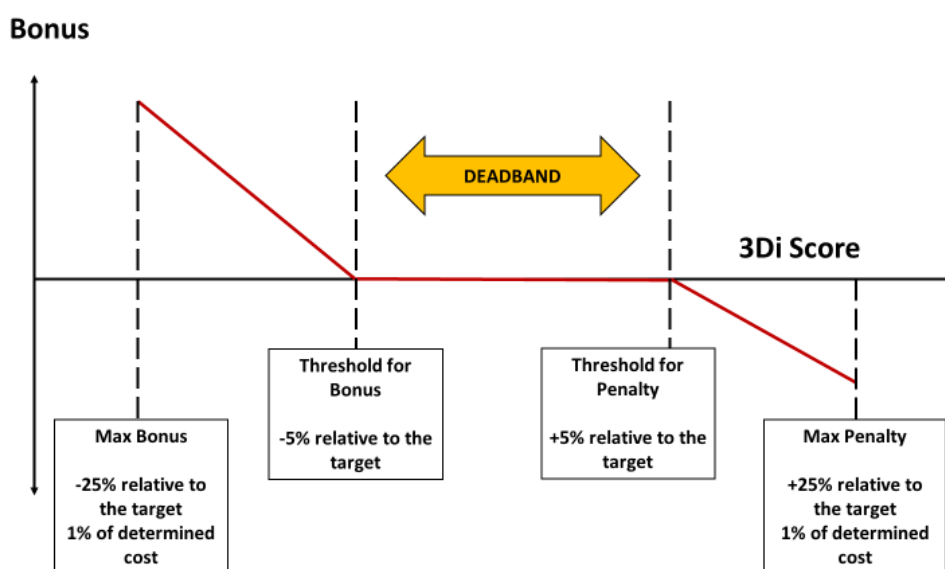 Bonus
DEADBAND
3Di Score
Threshold for
Bonus
-5% relative to the
target
Threshold for
Penalty
+5% relative to the
target
Max Bonus
-25% relative to
the target
1% of determined
cost
Max Penalty
+25% relative to
the target
1% of determined
cost